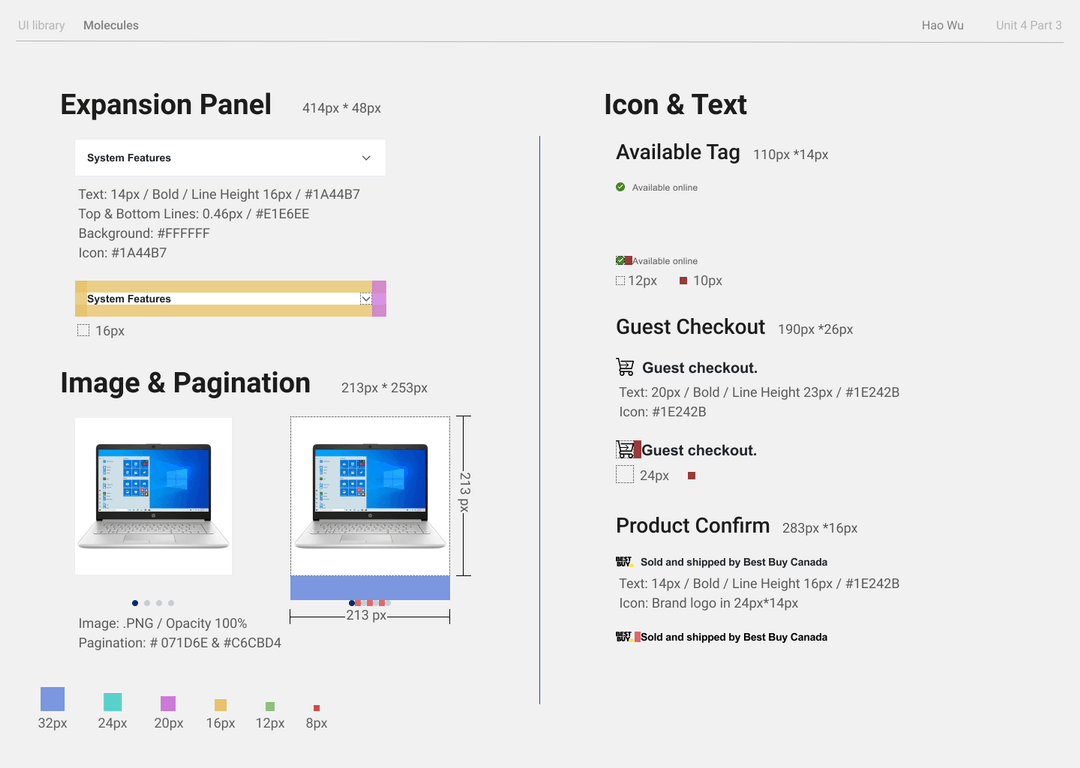 UI library Molecules Hao Wu Unit 4 Part 3
Expansion Panel 414px * 48px
System Features
Text: 14px / Bold / Line Height 16px / #1A44B7
Top & Bottom Lines: 0.46px / #E1E6EE
Background: #FFFFFF
Icon: #1A44B7
System Features
16px
Image & Pagination 213px * 253px
213 px
213 px
Image: .PNG / Opacity 100%
Pagination: # 071D6E & #C6CBD4
32px 24px 20px 16px 12px 8px
Icon & Text
Available Tag 110px *14px
Available online
Available online
12px 10px
Guest Checkout 190px *26px
Guest checkout.
Text: 20px / Bold / Line Height 23px / #1E242B
Icon: #1E242B
Guest checkout.
24px
Product Confirm 283px *16px
BEST BUY. Sold and shipped by Best Buy Canada
Text: 14px / Bold / Line Height 16px / #1E242B
Icon: Brand logo in 24px*14px
BEST BUY. Sold and shipped by Best Buy Canada